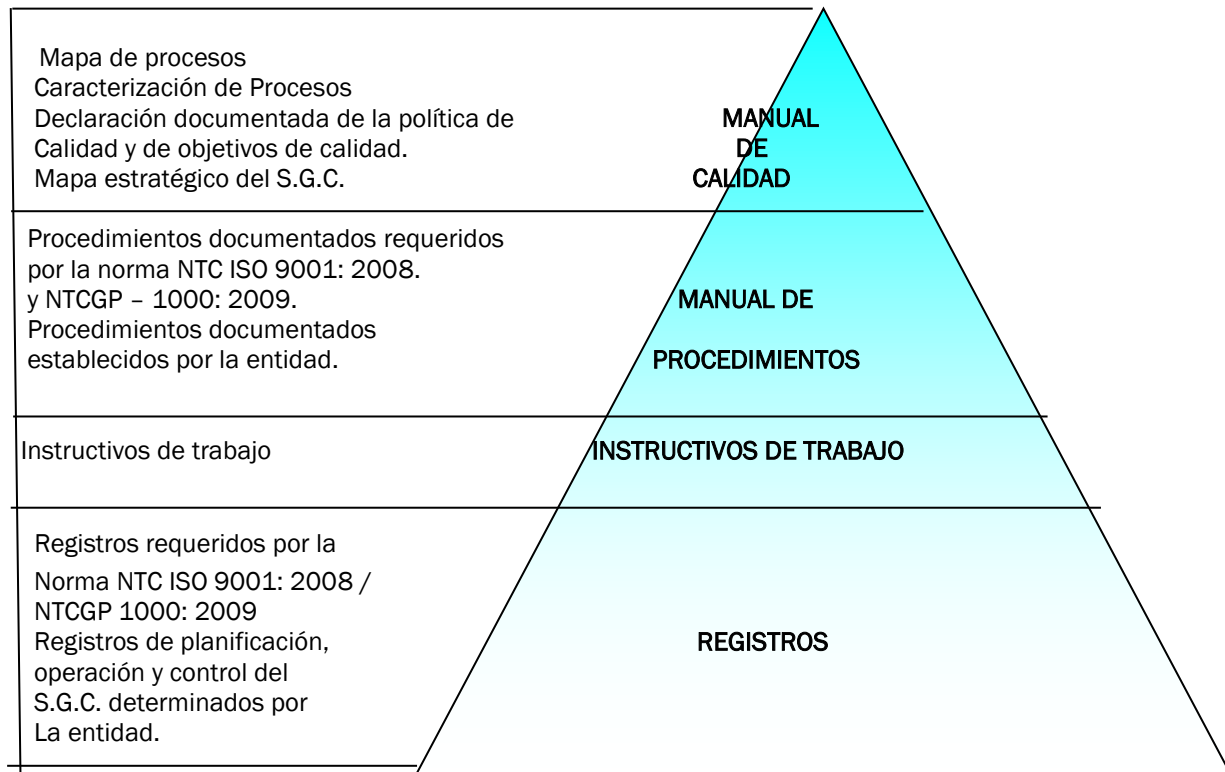 Mapa de procesos
Caracterización de Procesos
Declaración documentada de la política de
Calidad y de objetivos de calidad.
Mapa estratégico del S.G.C.
MANUAL
DE
CALIDAD
Procedimientos documentados requeridos
por la norma NTC ISO 9001: 2008.
y NTCGP – 1000: 2009.
Procedimientos documentados
establecidos por la entidad.
MANUAL DE
PROCEDIMIENTOS
Instructivos de trabajo
INSTRUCTIVOS DE TRABAJO
Registros requeridos por la
Norma NTC ISO 9001: 2008 /
NTCGP 1000: 2009
Registros de planificación,
operación y control del
S.G.C. determinados por
La entidad.
REGISTROS